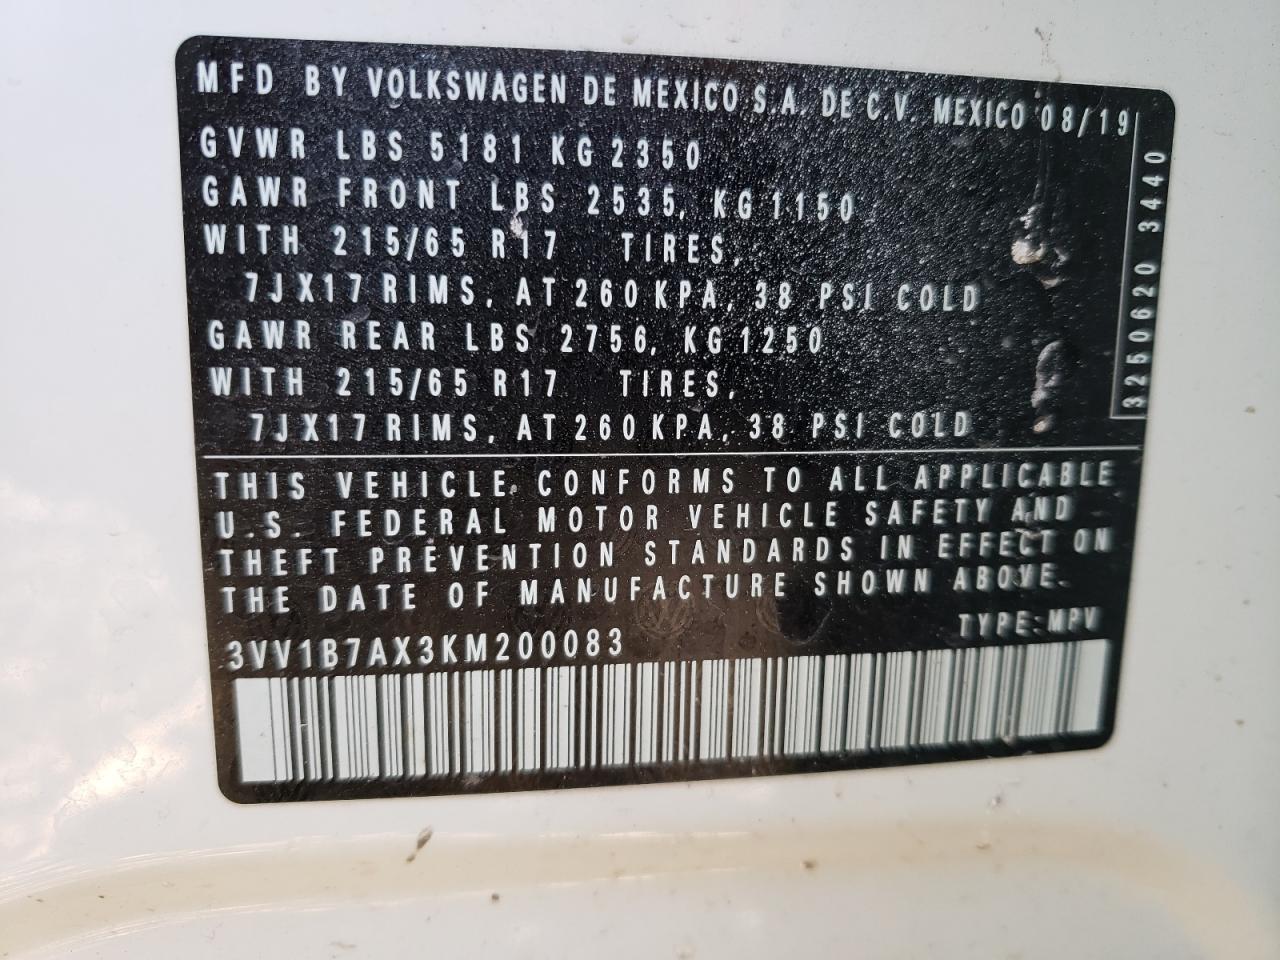 MFD BY VOLKSWAGEN DE MEXICO S.A. DE C.V. MEXICO 08/19
GVWR LBS 5181 KG 2350
GAWR FRONT LBS 2535, KG 1150
WITH 215/65 R17 TIRES,
7JX17 RIMS, AT 260 KPA, 38 PSI COLD
GAWR REAR LBS 2756, KG 1250
WITH 215/65 R17 TIRES,
7JX17 RIMS, AT 260 KPA, 38 PSI COLD
3250620 3440
THIS VEHICLE CONFORMS TO ALL APPLICABLE
U.S. FEDERAL MOTOR VEHICLE SAFETY AND
THEFT PREVENTION STANDARDS IN EFFECT ON
THE DATE OF MANUFACTURE SHOWN ABOVE.
TYPE: MPV
3VV1B7AX3KM200083